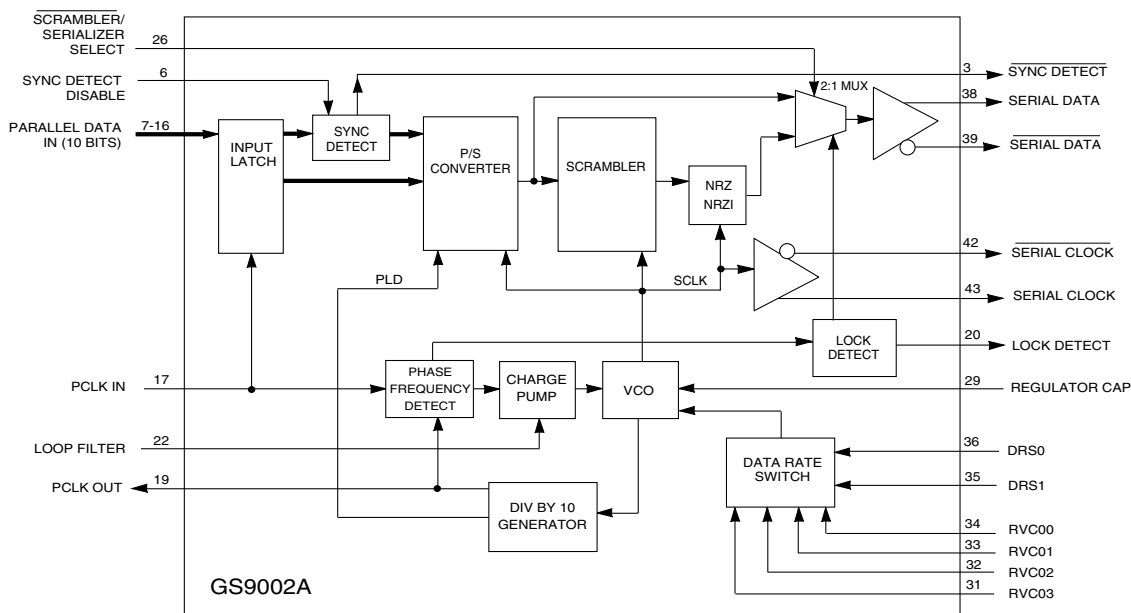 SCRAMBLER/
SERIALIZER
SELECT
26
SYNC DETECT
DISABLE
6
PARALLEL DATA
IN (10 BITS)
7-16
INPUT
LATCH
SYNC
DETECT
P/S
CONVERTER
SCRAMBLER
NRZ
NRZI
2:1 MUX
3
SYNC DETECT
38
SERIAL DATA
39
SERIAL DATA
42
SERIAL CLOCK
43
SERIAL CLOCK
PLD
SCLK
LOCK
DETECT
20
LOCK DETECT
PCLK IN
17
PHASE
FREQUENCY
DETECT
CHARGE
PUMP
VCO
29
REGULATOR CAP
LOOP FILTER
22
PCLK OUT
19
DIV BY 10
GENERATOR
DATA RATE
SWITCH
36
DRS0
35
DRS1
34
RVC00
33
RVC01
32
RVC02
31
RVC03
GS9002A